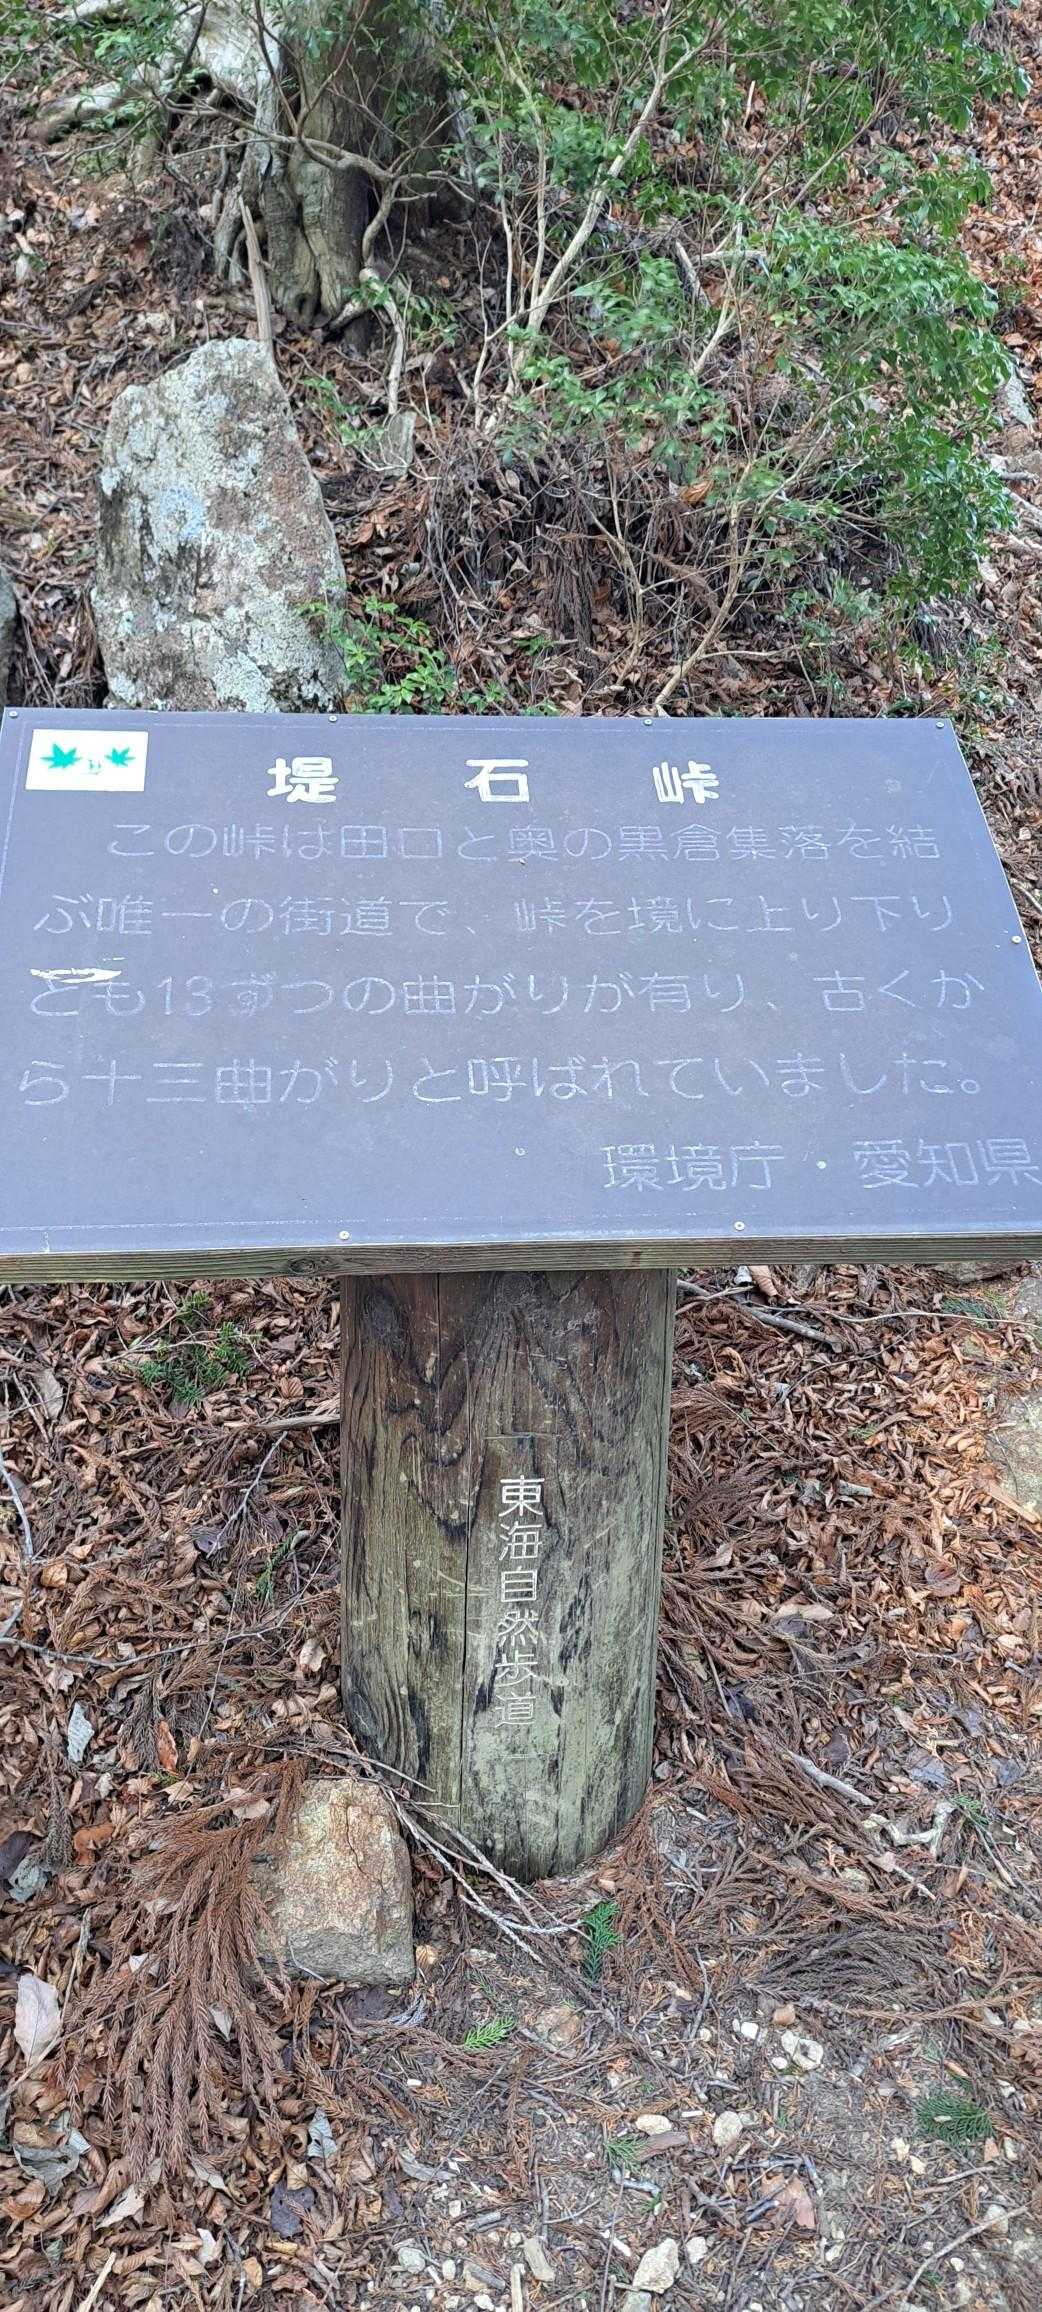 堤石峠
この峠は田口と奥の黒倉集落を結
ぶ唯一の街道で、峠を境に上り下り
とも13ずつの曲がりが有り、古くか
ら十三曲がりと呼ばれていました。
環境庁・愛知県
東海自然歩道